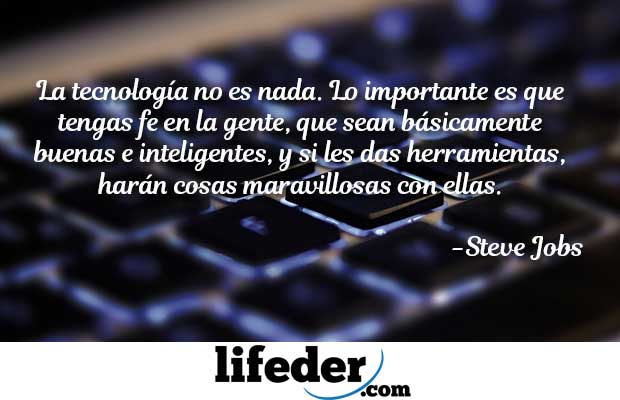 La tecnología no es nada. Lo importante es que
tengas fe en la gente, que sean básicamente
buenas e inteligentes, y si les das herramientas,
harán cosas maravillosas con ellas.
–Steve Jobs
lifeder.com